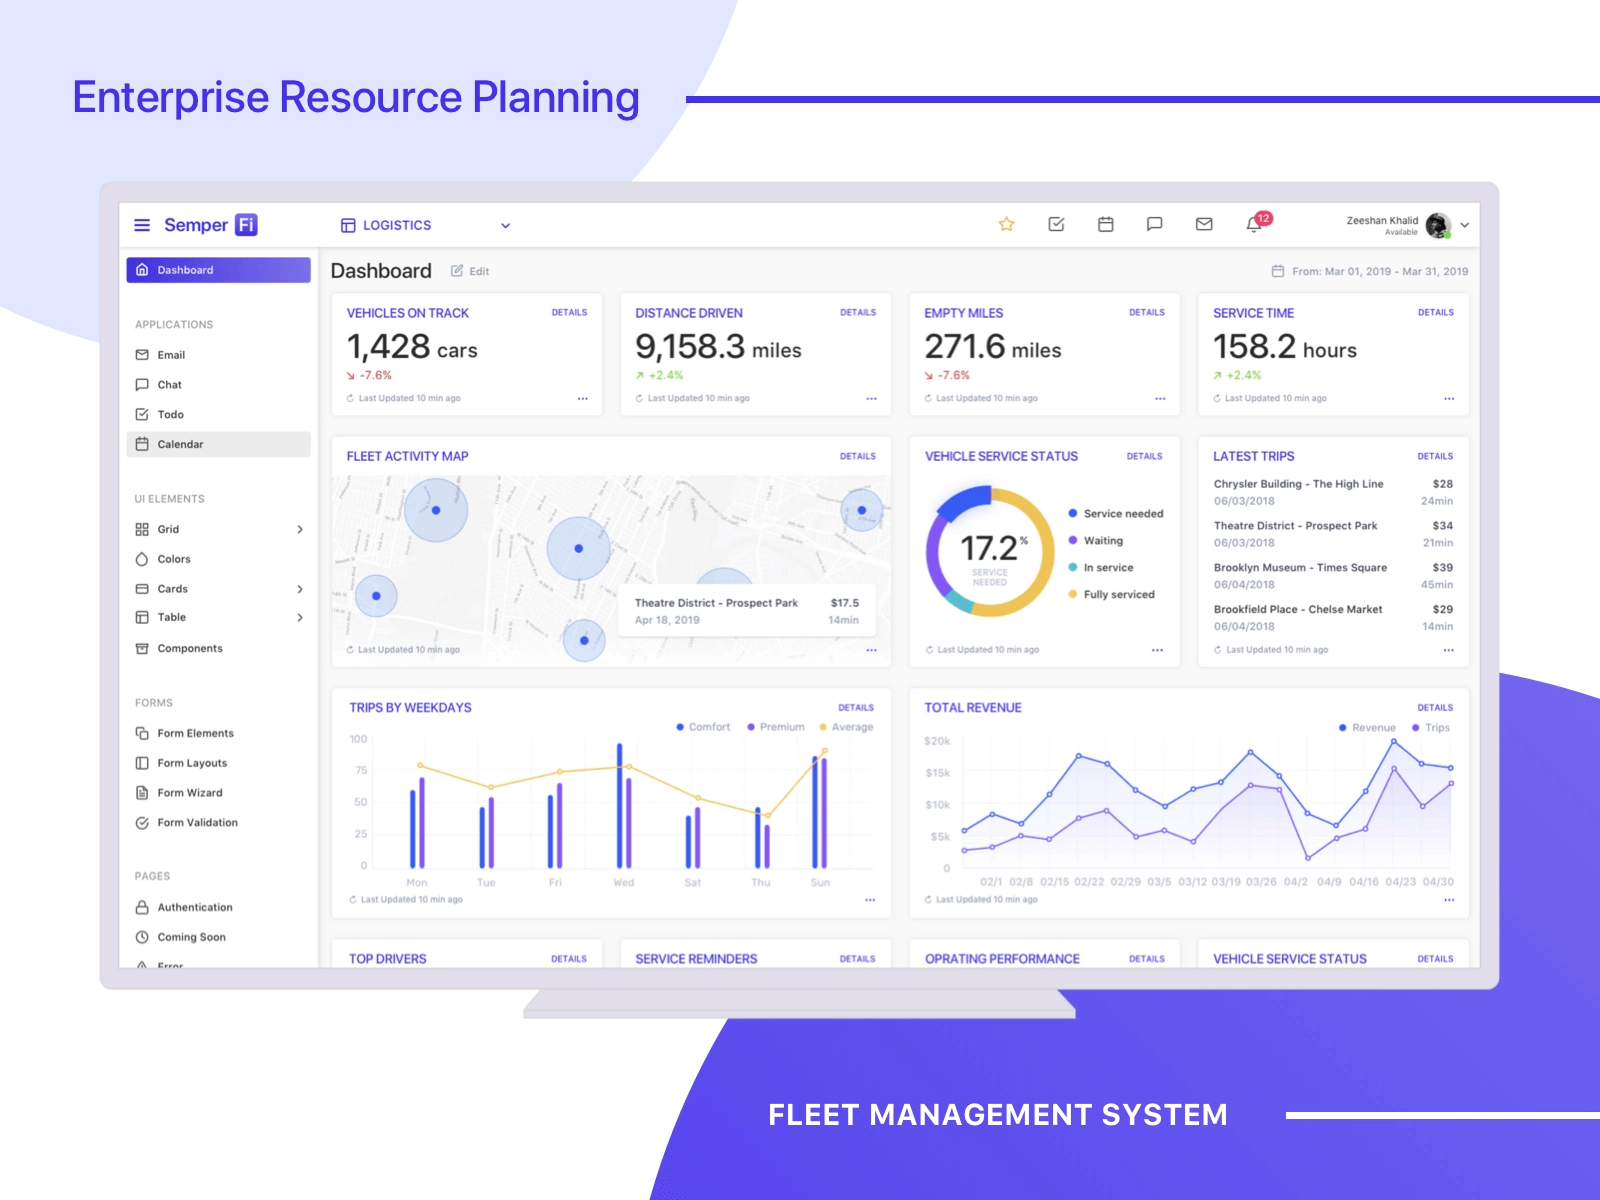 Enterprise Resource Planning
Semper Fi
LOGISTICS
12
Zeeshan Khalid
Available
Dashboard
APPLICATIONS
Email
Chat
Todo
Calendar
UI ELEMENTS
Grid
Colors
Cards
Table
Components
FORMS
Form Elements
Form Layouts
Form Wizard
Form Validation
PAGES
Authentication
Coming Soon
Error
Dashboard Edit
From: Mar 01, 2019 - Mar 31, 2019
VEHICLES ON TRACK DETAILS
1,428 cars
-7.6%
Last Updated 10 min ago
DISTANCE DRIVEN DETAILS
9,158.3 miles
+2.4%
Last Updated 10 min ago
EMPTY MILES DETAILS
271.6 miles
-7.6%
Last Updated 10 min ago
SERVICE TIME DETAILS
158.2 hours
+2.4%
Last Updated 10 min ago
FLEET ACTIVITY MAP DETAILS
Theatre District - Prospect Park $17.5
Apr 18, 2019 14min
Last Updated 10 min ago
VEHICLE SERVICE STATUS DETAILS
17.2%
SERVICE
NEEDED
Service needed
Waiting
In service
Fully serviced
Last Updated 10 min ago
LATEST TRIPS DETAILS
Chrysler Building - The High Line $28
06/03/2018 24min
Theatre District - Prospect Park $34
06/03/2018 21min
Brooklyn Museum - Times Square $39
06/04/2018 45min
Brookfield Place - Chelse Market $29
06/04/2018 14min
Last Updated 10 min ago
TRIPS BY WEEKDAYS DETAILS
Comfort Premium Average
100
75
50
25
0
Mon Tue Fri Wed Sat Thu Sun
Last Updated 10 min ago
TOTAL REVENUE DETAILS
Revenue Trips
$20k
$15k
$10k
$5k
0
02/1 02/8 02/15 02/22 02/29 03/5 03/12 03/19 03/26 04/2 04/9 04/16 04/23 04/30
Last Updated 10 min ago
TOP DRIVERS DETAILS
SERVICE REMINDERS DETAILS
OPRATING PERFORMANCE DETAILS
VEHICLE SERVICE STATUS DETAILS
FLEET MANAGEMENT SYSTEM